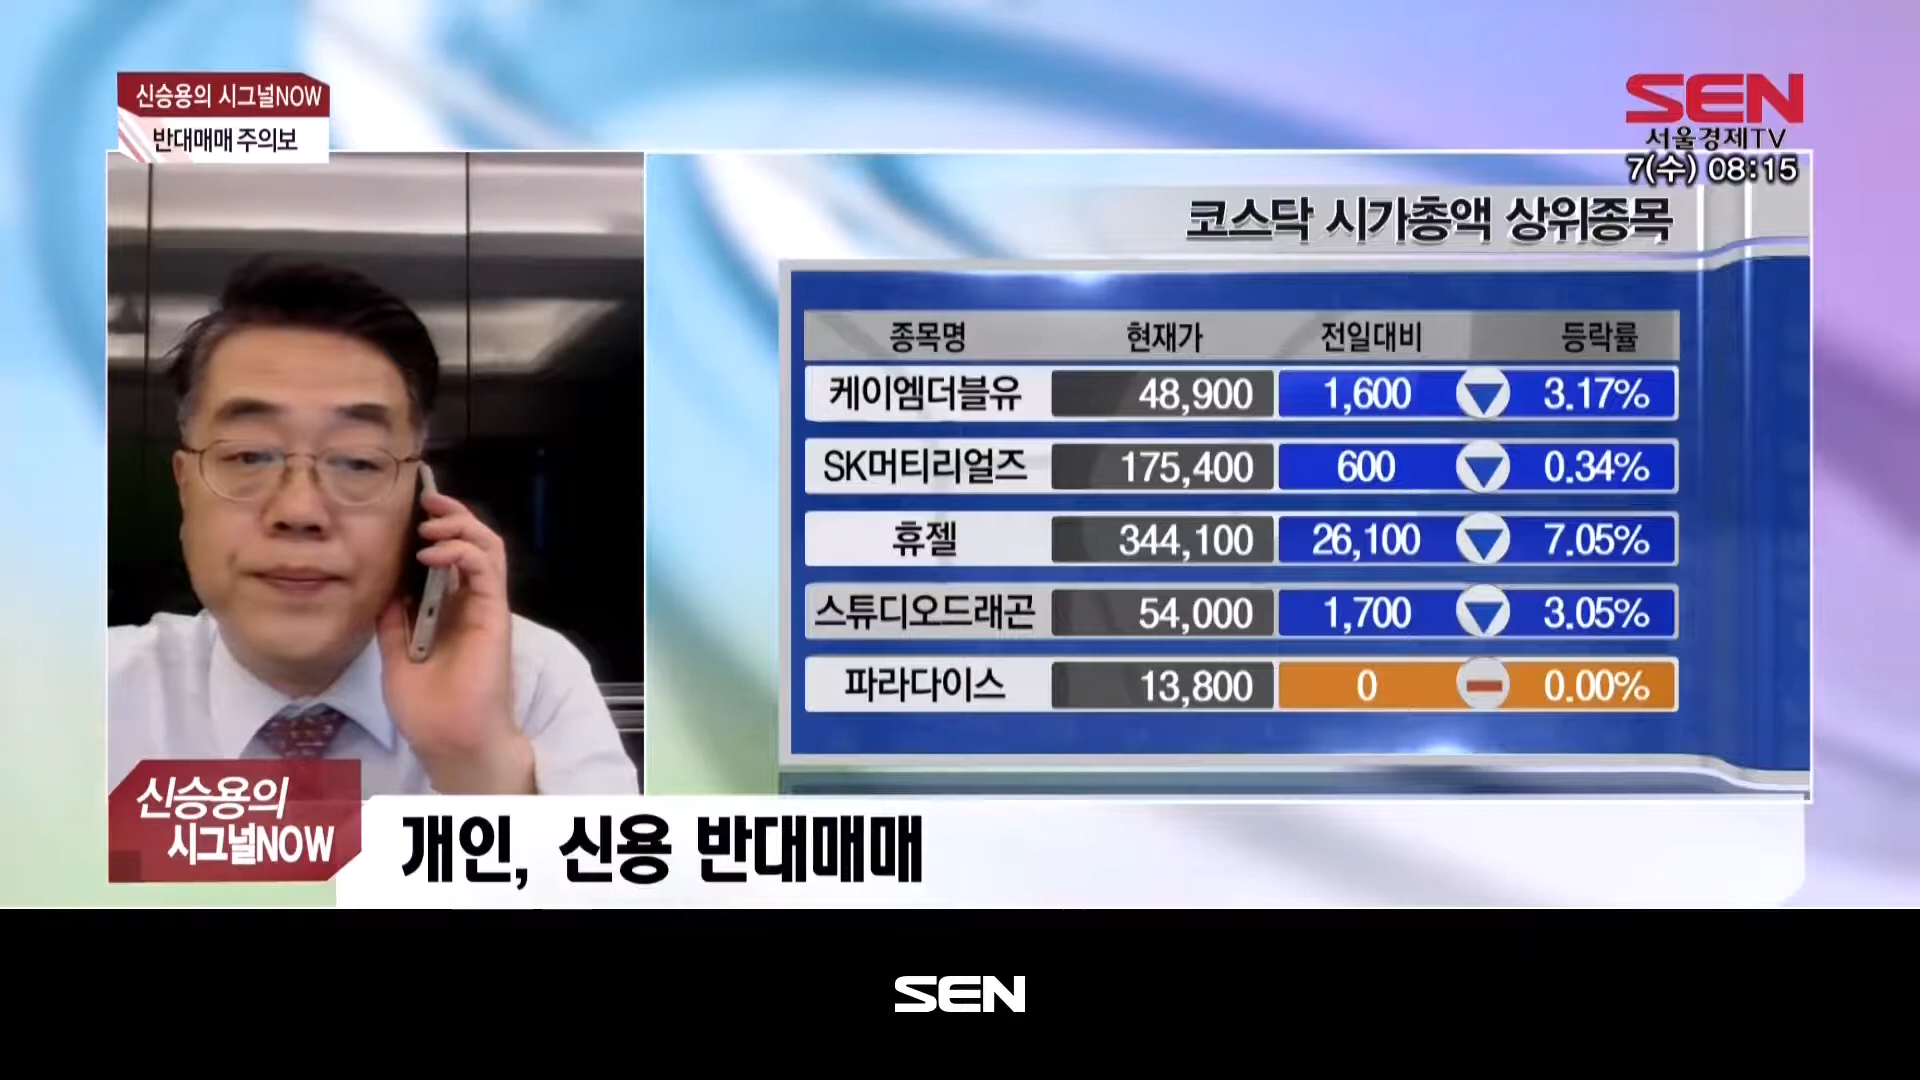 신승용의 시그널NOW
반대매매 주의보
SEN
서울경제TV
7(수) 08:15
코스닥 시가총액 상위종목
종목명 현재가 전일대비 등락률
케이엠더블유 48,900 1,600 ▼ 3.17%
SK머티리얼즈 175,400 600 ▼ 0.34%
휴젤 344,100 26,100 ▼ 7.05%
스튜디오드래곤 54,000 1,700 ▼ 3.05%
파라다이스 13,800 0 - 0.00%
신승용의
시그널NOW
개인, 신용 반대매매
SEN